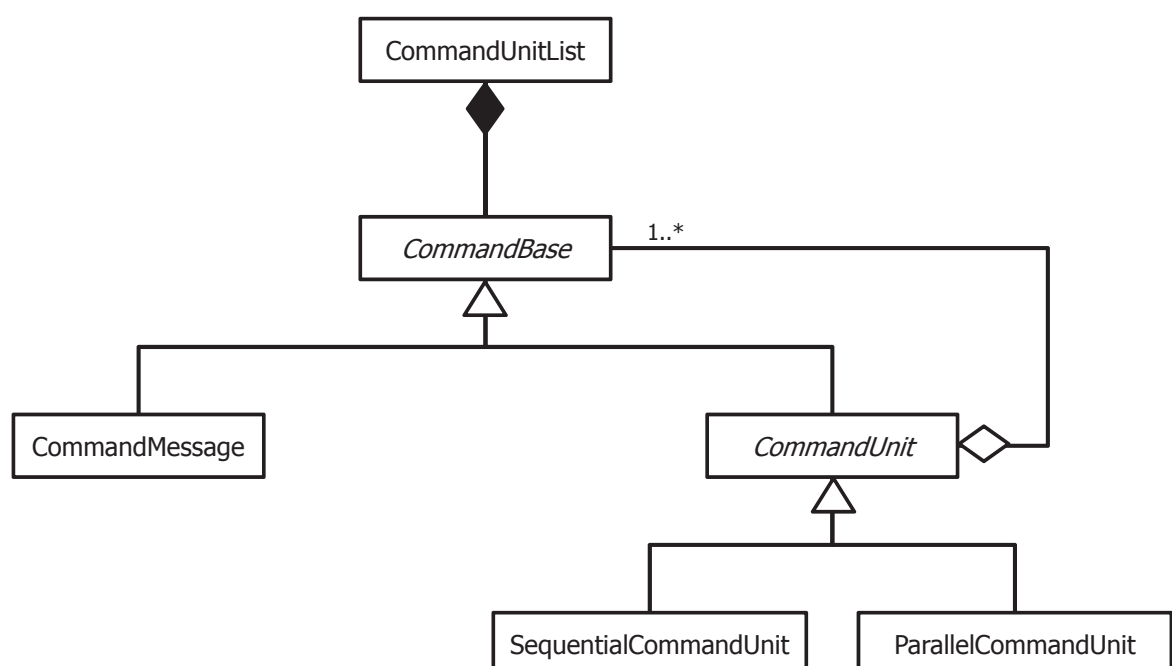 CommandUnitList
CommandBase
1..*
CommandMessage
CommandUnit
SequentialCommandUnit
ParallelCommandUnit